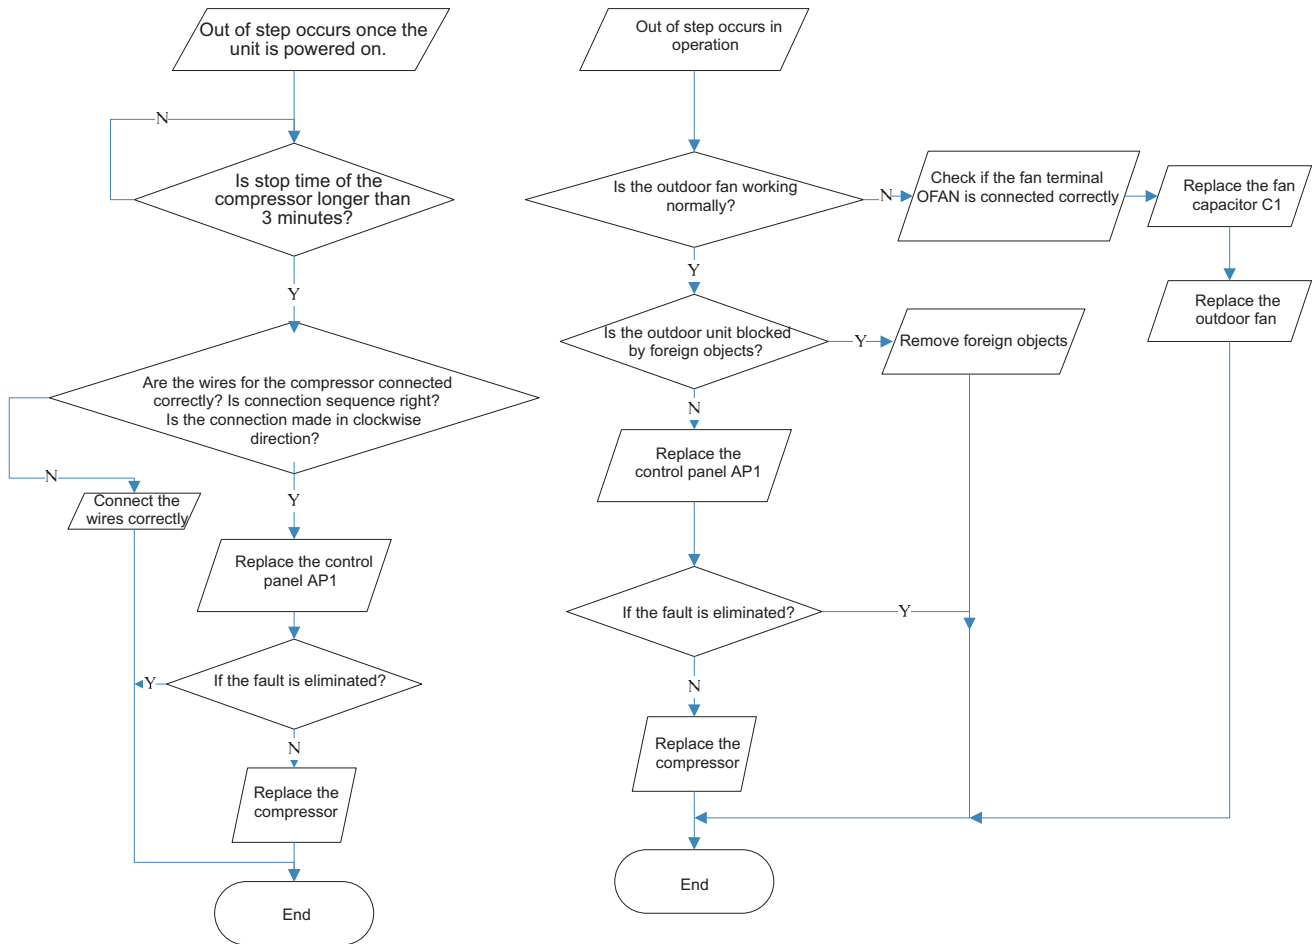 Out of step occurs once the
unit is powered on.
N
Is stop time of the
compressor longer than
3 minutes?
Y
Are the wires for the compressor connected
correctly? Is connection sequence right?
Is the connection made in clockwise
direction?
N
Connect the
wires correctly
Y
Replace the control
panel AP1
If the fault is eliminated?
Y
N
Replace the
compressor
End
Out of step occurs in
operation
Is the outdoor fan working
normally?
N
Check if the fan terminal
OFAN is connected correctly
Replace the fan
capacitor C1
Replace the
outdoor fan
Y
Is the outdoor unit blocked
by foreign objects?
Y
Remove foreign objects
N
Replace the
control panel AP1
If the fault is eliminated?
Y
N
Replace the
compressor
End